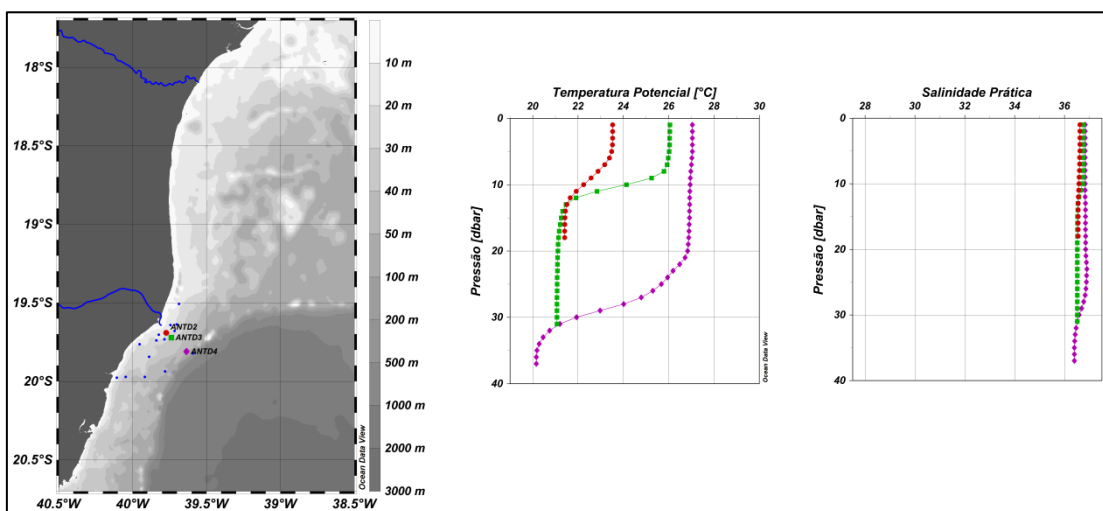 18°S
18.5°S
19°S
19.5°S
20°S
20.5°S
40.5°W
40°W
39.5°W
39°W
38.5°W
ANTD2
ANTD3
ANTD4
10 m
20 m
30 m
40 m
50 m
100 m
200 m
500 m
1000 m
2000 m
3000 m
Ocean Data View
Temperatura Potencial [°C]
20 22 24 26 28 30
0
10
20
30
40
Pressão [dbar]
Ocean Data View
Salinidade Prática
28 30 32 34 36
0
10
20
30
40
Pressão [dbar]